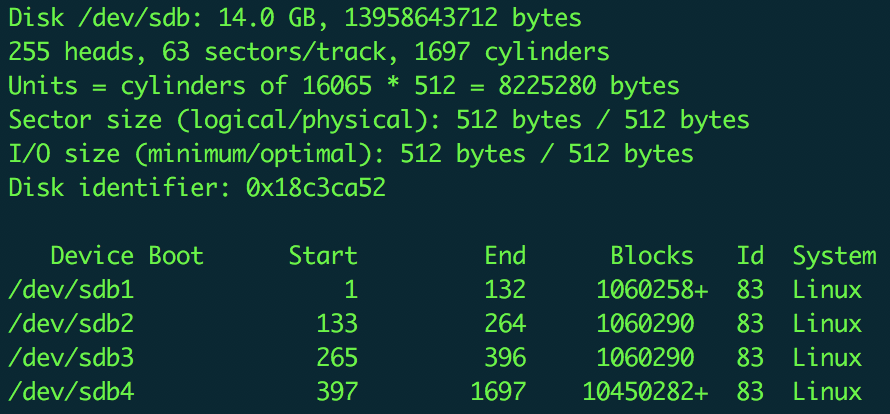 Disk /dev/sdb: 14.0 GB, 13958643712 bytes
255 heads, 63 sectors/track, 1697 cylinders
Units = cylinders of 16065 * 512 = 8225280 bytes
Sector size (logical/physical): 512 bytes / 512 bytes
I/O size (minimum/optimal): 512 bytes / 512 bytes
Disk identifier: 0x18c3ca52
Device Boot Start End Blocks Id System
/dev/sdb1 1 132 1060258+ 83 Linux
/dev/sdb2 133 264 1060290 83 Linux
/dev/sdb3 265 396 1060290 83 Linux
/dev/sdb4 397 1697 10450282+ 83 Linux